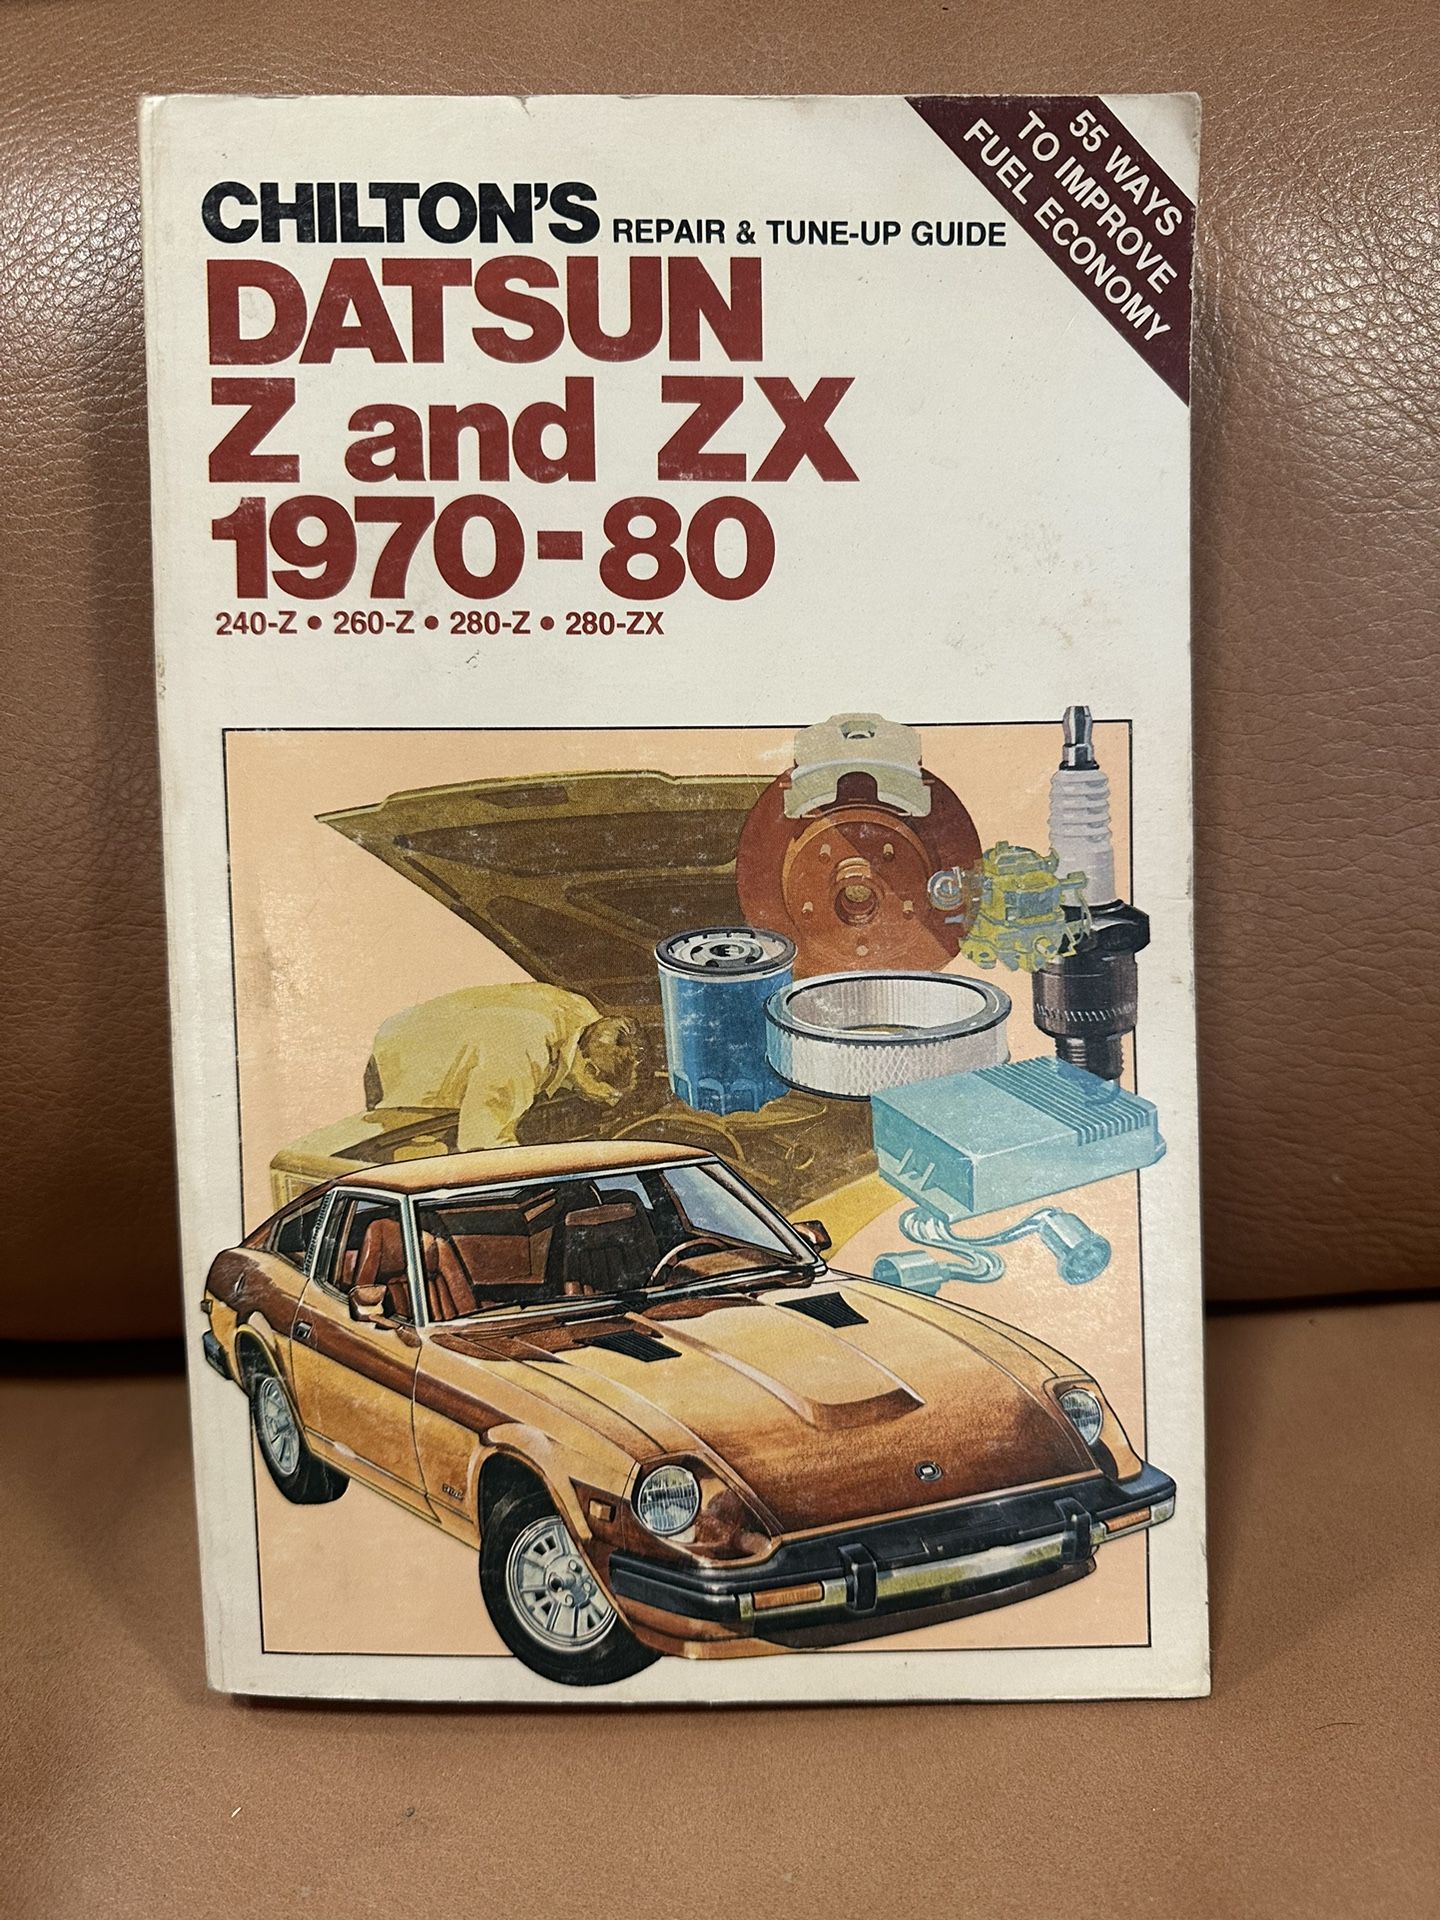 CHILTON'S REPAIR & TUNE-UP GUIDE
DATSUN
Z and ZX
1970-80
240-Z • 260-Z • 280-Z • 280-ZX
55 WAYS
TO IMPROVE
FUEL ECONOMY